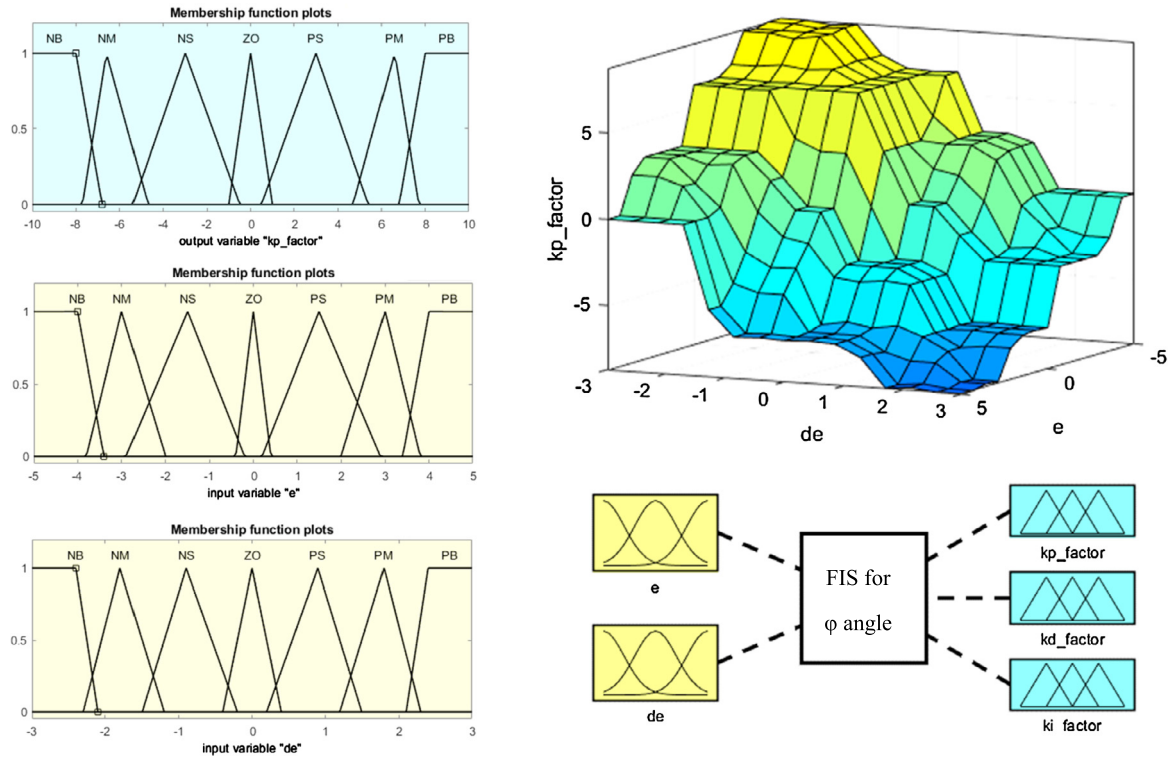 Membership function plots
NB NM NS ZO PS PM PB
1
0.5
0
-10 -8 -6 -4 -2 0 2 4 6 8 10
output variable "kp_factor"
Membership function plots
NB NM NS ZO PS PM PB
1
0.5
0
-5 -4 -3 -2 -1 0 1 2 3 4 5
input variable "e"
Membership function plots
NB NM NS ZO PS PM PB
1
0.5
0
-3 -2 -1 0 1 2 3
input variable "de"
kp_factor
5
0
-5
-3 -2 -1 0 1 2 3
de
5 0 -5
e
e
de
FIS for
φ angle
kp_factor
kd_factor
ki_factor